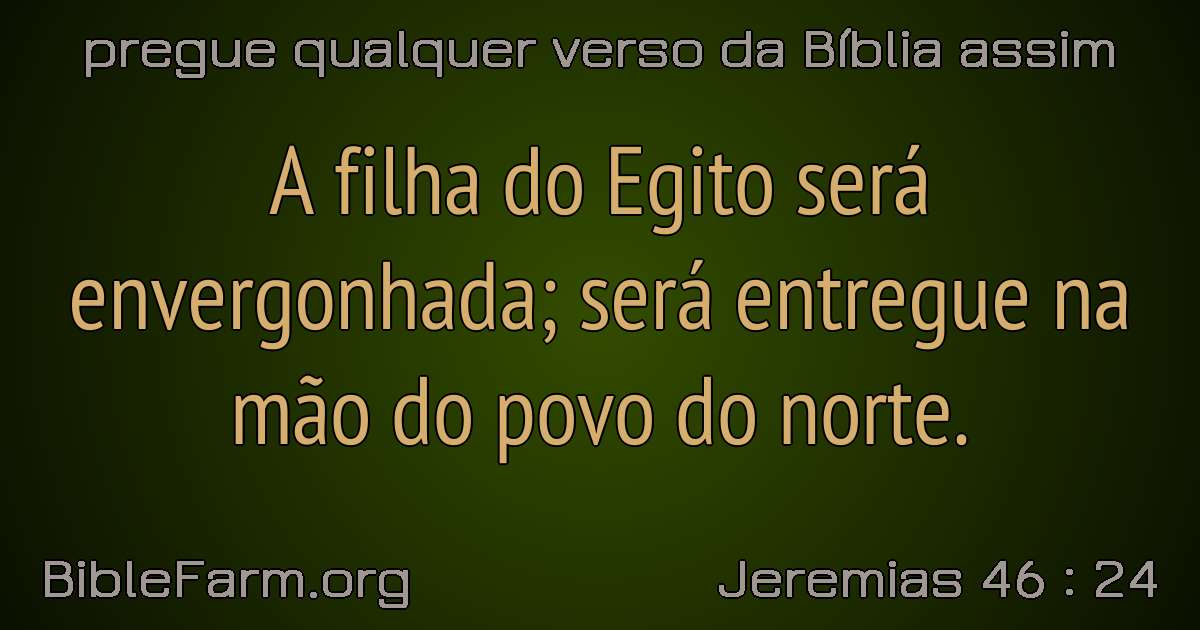 pregue qualquer verso da Bíblia assim
A filha do Egito será
envergonhada; será entregue na
mão do povo do norte.
BibleFarm.org
Jeremias 46 : 24